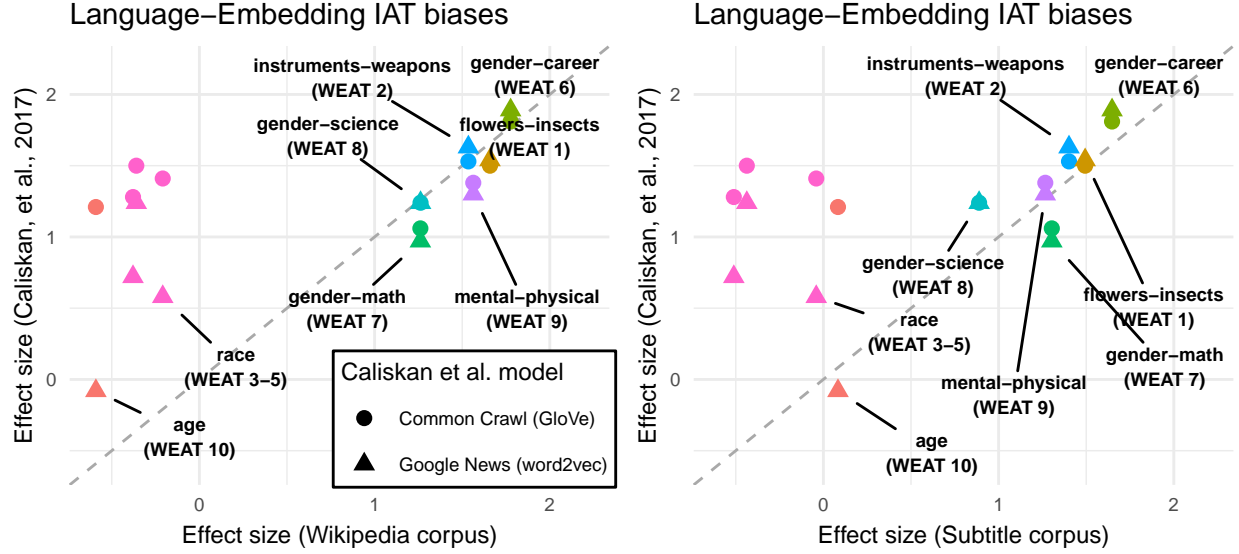 Language−Embedding IAT biases
Effect size (Caliskan, et al., 2017)
2
1
0
instruments−weapons
(WEAT 2)
gender−career
(WEAT 6)
gender−science
(WEAT 8)
flowers−insects
(WEAT 1)
gender−math
(WEAT 7)
mental−physical
(WEAT 9)
race
(WEAT 3−5)
age
(WEAT 10)
Caliskan et al. model
Common Crawl (GloVe)
Google News (word2vec)
0
1
2
Effect size (Wikipedia corpus)
Language−Embedding IAT biases
Effect size (Caliskan, et al., 2017)
2
1
0
instruments−weapons
(WEAT 2)
gender−career
(WEAT 6)
gender−science
(WEAT 8)
flowers−insects
(WEAT 1)
race
(WEAT 3−5)
gender−math
(WEAT 7)
mental−physical
(WEAT 9)
age
(WEAT 10)
0
1
2
Effect size (Subtitle corpus)